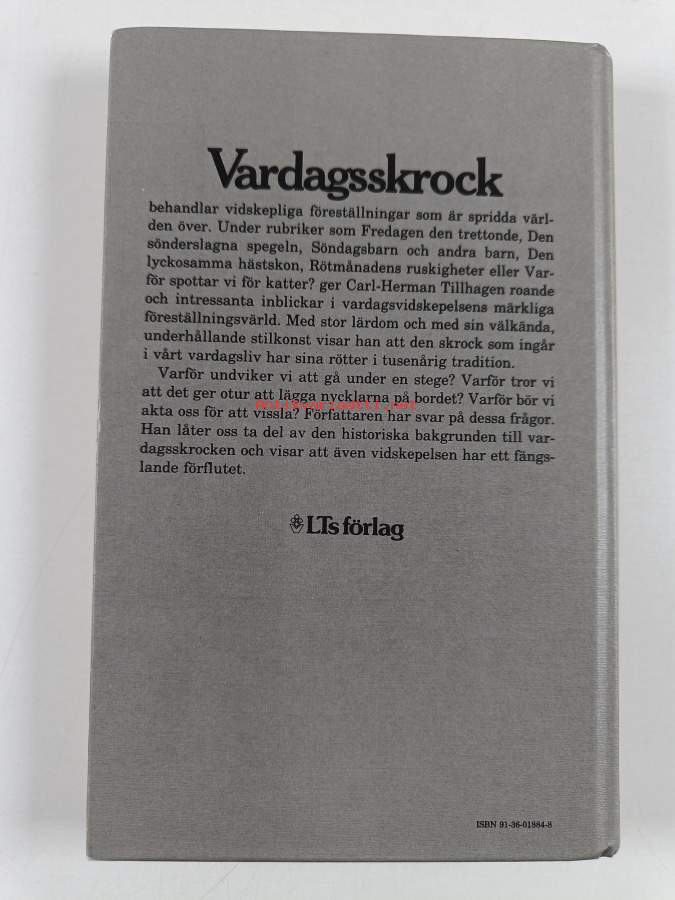 Vardagsskrock
behandlar vidskepliga föreställningar som är spridda värl-
den över. Under rubriker som Fredagen den trettonde, Den
sönderslagna spegeln, Söndagsbarn och andra barn, Den
lyckosamma hästskon, Rötmånadens ruskigheter eller Var-
för spottar vi för katter? ger Carl-Herman Tillhagen roande
och intressanta inblickar i vardagsvidskepelsens märkliga
föreställningsvärld. Med stor lärdom och med sin välkända,
underhållande stilkonst visar han att den skrock som ingår
i vårt vardagsliv har sina rötter i tusenårig tradition.
Varför undviker vi att gå under en stege? Varför tror vi
att det ger otur att lägga nycklarna på bordet? Varför bör vi
akta oss för att vissla? Författaren har svar på dessa frågor.
Han låter oss ta del av den historiska bakgrunden till var-
dagsskrocken och visar att även vidskepelsen har ett fängs-
lande förflutet.
LTs förlag
ISBN 91-36-01884-8